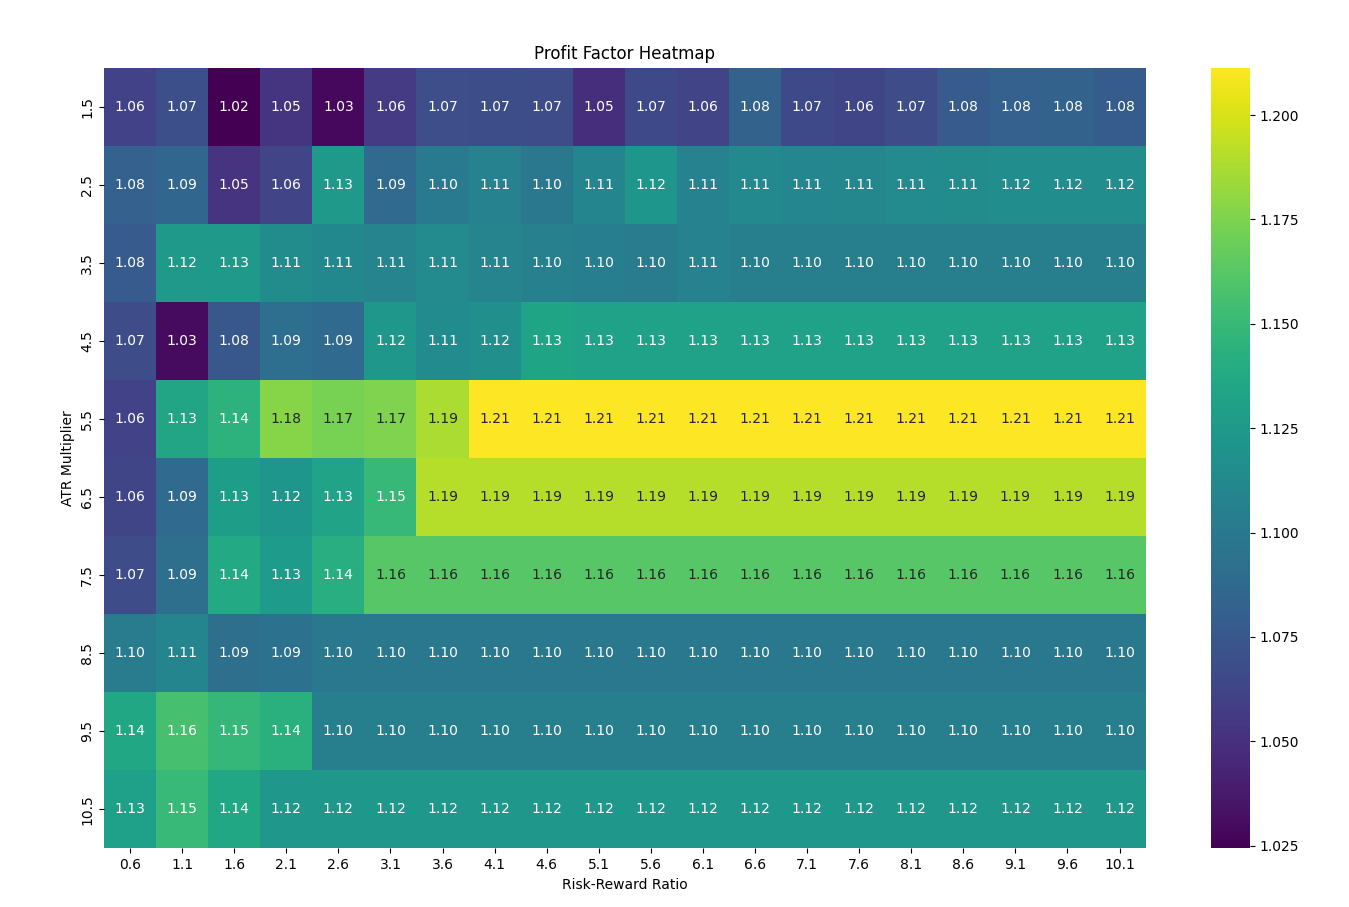 Profit Factor Heatmap
1.5 1.06 1.07 1.02 1.05 1.03 1.06 1.07 1.07 1.07 1.05 1.07 1.06 1.08 1.07 1.06 1.07 1.08 1.08 1.08 1.08
2.5 1.08 1.09 1.05 1.06 1.13 1.09 1.10 1.11 1.10 1.11 1.12 1.11 1.11 1.11 1.11 1.11 1.11 1.12 1.12 1.12
3.5 1.08 1.12 1.13 1.11 1.11 1.11 1.11 1.11 1.10 1.10 1.10 1.11 1.10 1.10 1.10 1.10 1.10 1.10 1.10 1.10
4.5 1.07 1.03 1.08 1.09 1.09 1.12 1.11 1.12 1.13 1.13 1.13 1.13 1.13 1.13 1.13 1.13 1.13 1.13 1.13 1.13
5.5 1.06 1.13 1.14 1.18 1.17 1.17 1.19 1.21 1.21 1.21 1.21 1.21 1.21 1.21 1.21 1.21 1.21 1.21 1.21 1.21
ATR Multiplier
6.5 1.06 1.09 1.13 1.12 1.13 1.15 1.19 1.19 1.19 1.19 1.19 1.19 1.19 1.19 1.19 1.19 1.19 1.19 1.19 1.19
7.5 1.07 1.09 1.14 1.13 1.14 1.16 1.16 1.16 1.16 1.16 1.16 1.16 1.16 1.16 1.16 1.16 1.16 1.16 1.16 1.16
8.5 1.10 1.11 1.09 1.09 1.10 1.10 1.10 1.10 1.10 1.10 1.10 1.10 1.10 1.10 1.10 1.10 1.10 1.10 1.10 1.10
9.5 1.14 1.16 1.15 1.14 1.10 1.10 1.10 1.10 1.10 1.10 1.10 1.10 1.10 1.10 1.10 1.10 1.10 1.10 1.10 1.10
10.5 1.13 1.15 1.14 1.12 1.12 1.12 1.12 1.12 1.12 1.12 1.12 1.12 1.12 1.12 1.12 1.12 1.12 1.12 1.12 1.12
0.6 1.1 1.6 2.1 2.6 3.1 3.6 4.1 4.6 5.1 5.6 6.1 6.6 7.1 7.6 8.1 8.6 9.1 9.6 10.1
Risk-Reward Ratio
1.200
1.175
1.150
1.125
1.100
1.075
1.050
1.025